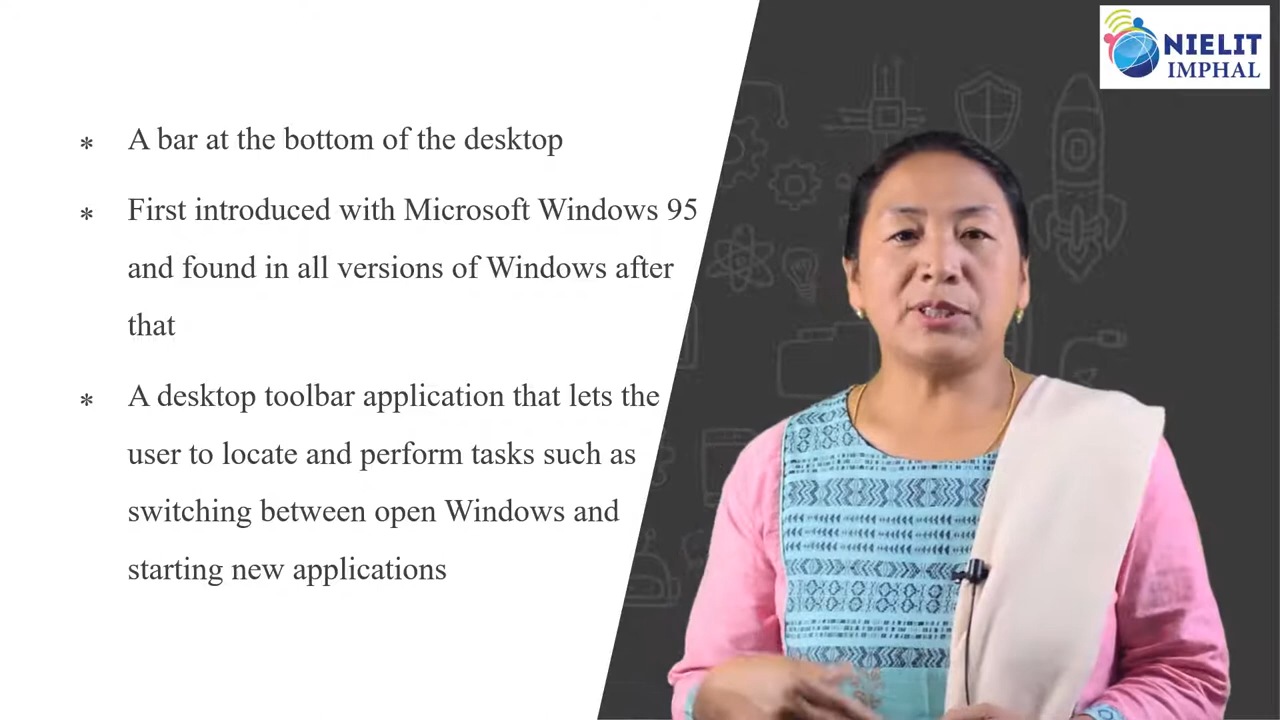 NIELIT
IMPHAL
* A bar at the bottom of the desktop
* First introduced with Microsoft Windows 95
and found in all versions of Windows after
that
* A desktop toolbar application that lets the
user to locate and perform tasks such as
switching between open Windows and
starting new applications